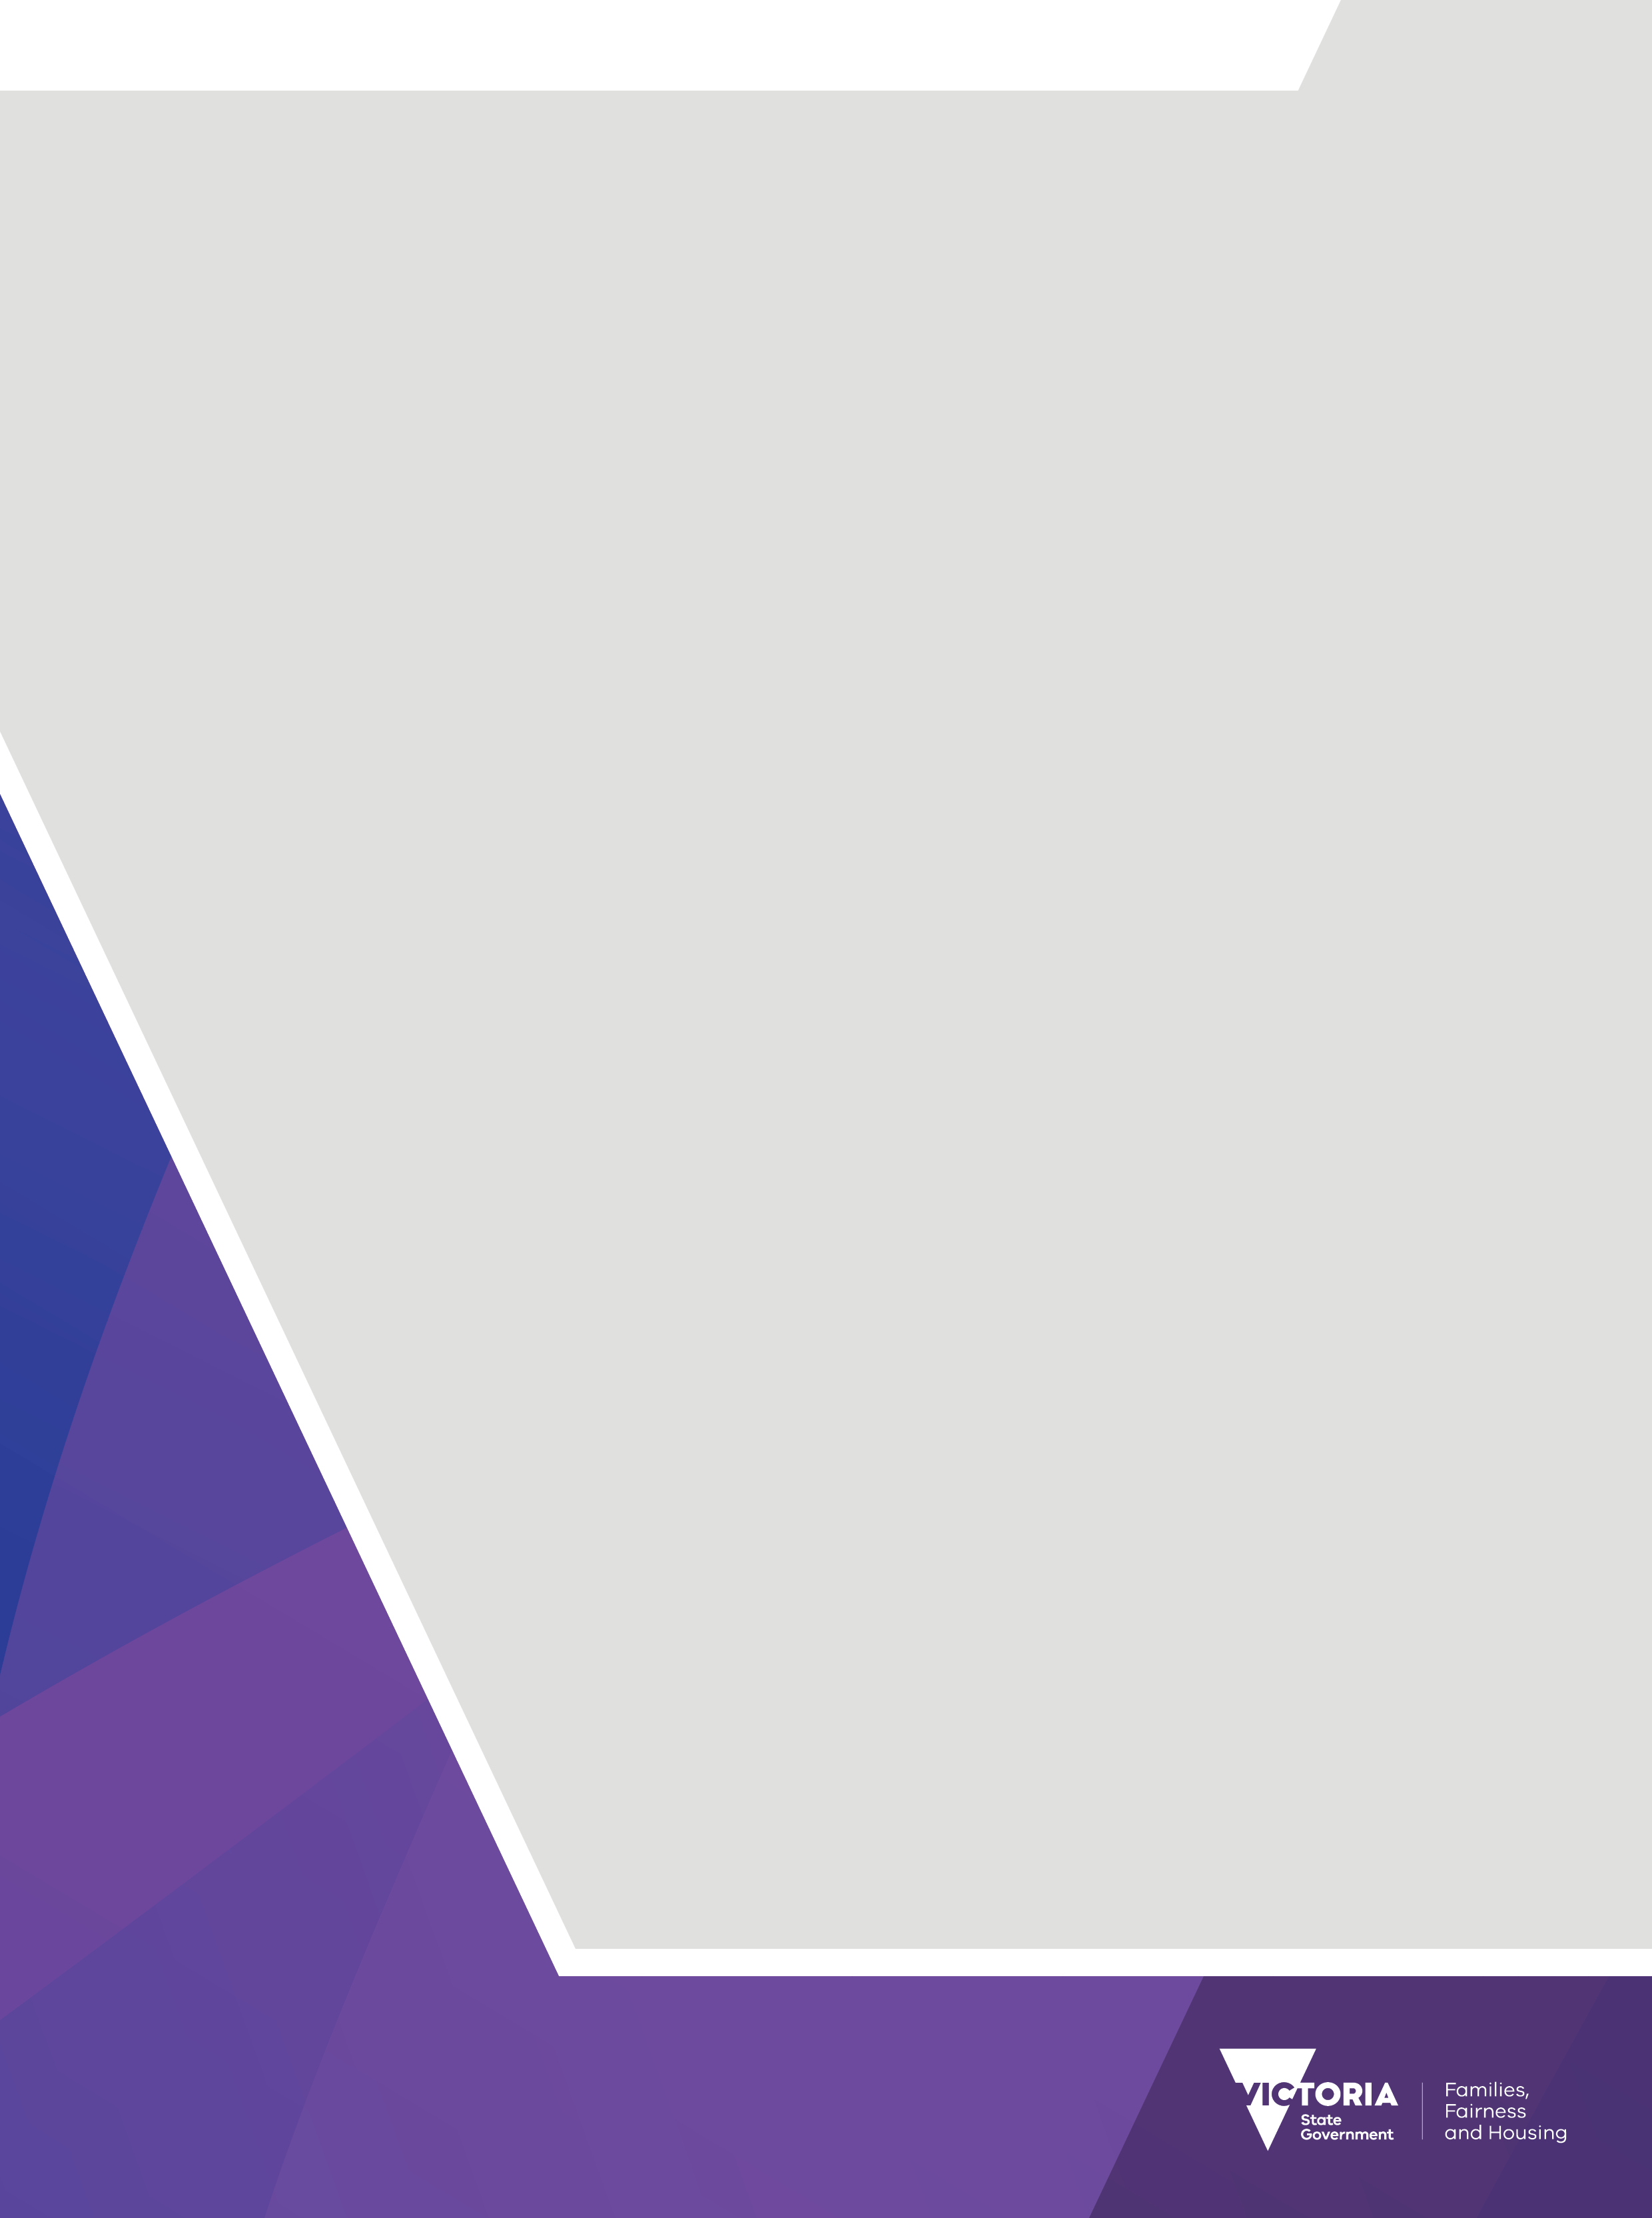 VICTORIA
State
Government
Families,
Fairness
and Housing